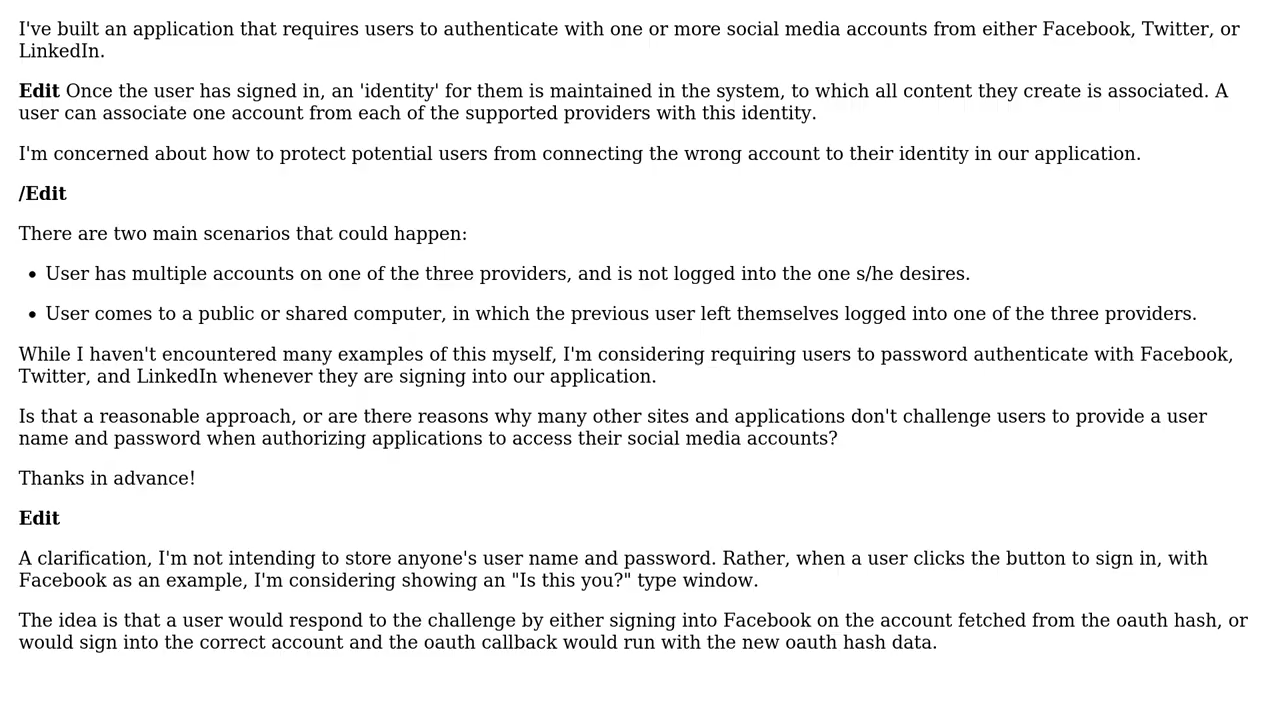 I've built an application that requires users to authenticate with one or more social media accounts from either Facebook, Twitter, or
LinkedIn.
Edit Once the user has signed in, an 'identity' for them is maintained in the system, to which all content they create is associated. A
user can associate one account from each of the supported providers with this identity.
I'm concerned about how to protect potential users from connecting the wrong account to their identity in our application.
/Edit
There are two main scenarios that could happen:
• User has multiple accounts on one of the three providers, and is not logged into the one s/he desires.
• User comes to a public or shared computer, in which the previous user left themselves logged into one of the three providers.
While I haven't encountered many examples of this myself, I'm considering requiring users to password authenticate with Facebook,
Twitter, and LinkedIn whenever they are signing into our application.
Is that a reasonable approach, or are there reasons why many other sites and applications don't challenge users to provide a user
name and password when authorizing applications to access their social media accounts?
Thanks in advance!
Edit
A clarification, I'm not intending to store anyone's user name and password. Rather, when a user clicks the button to sign in, with
Facebook as an example, I'm considering showing an "Is this you?" type window.
The idea is that a user would respond to the challenge by either signing into Facebook on the account fetched from the oauth hash, or
would sign into the correct account and the oauth callback would run with the new oauth hash data.